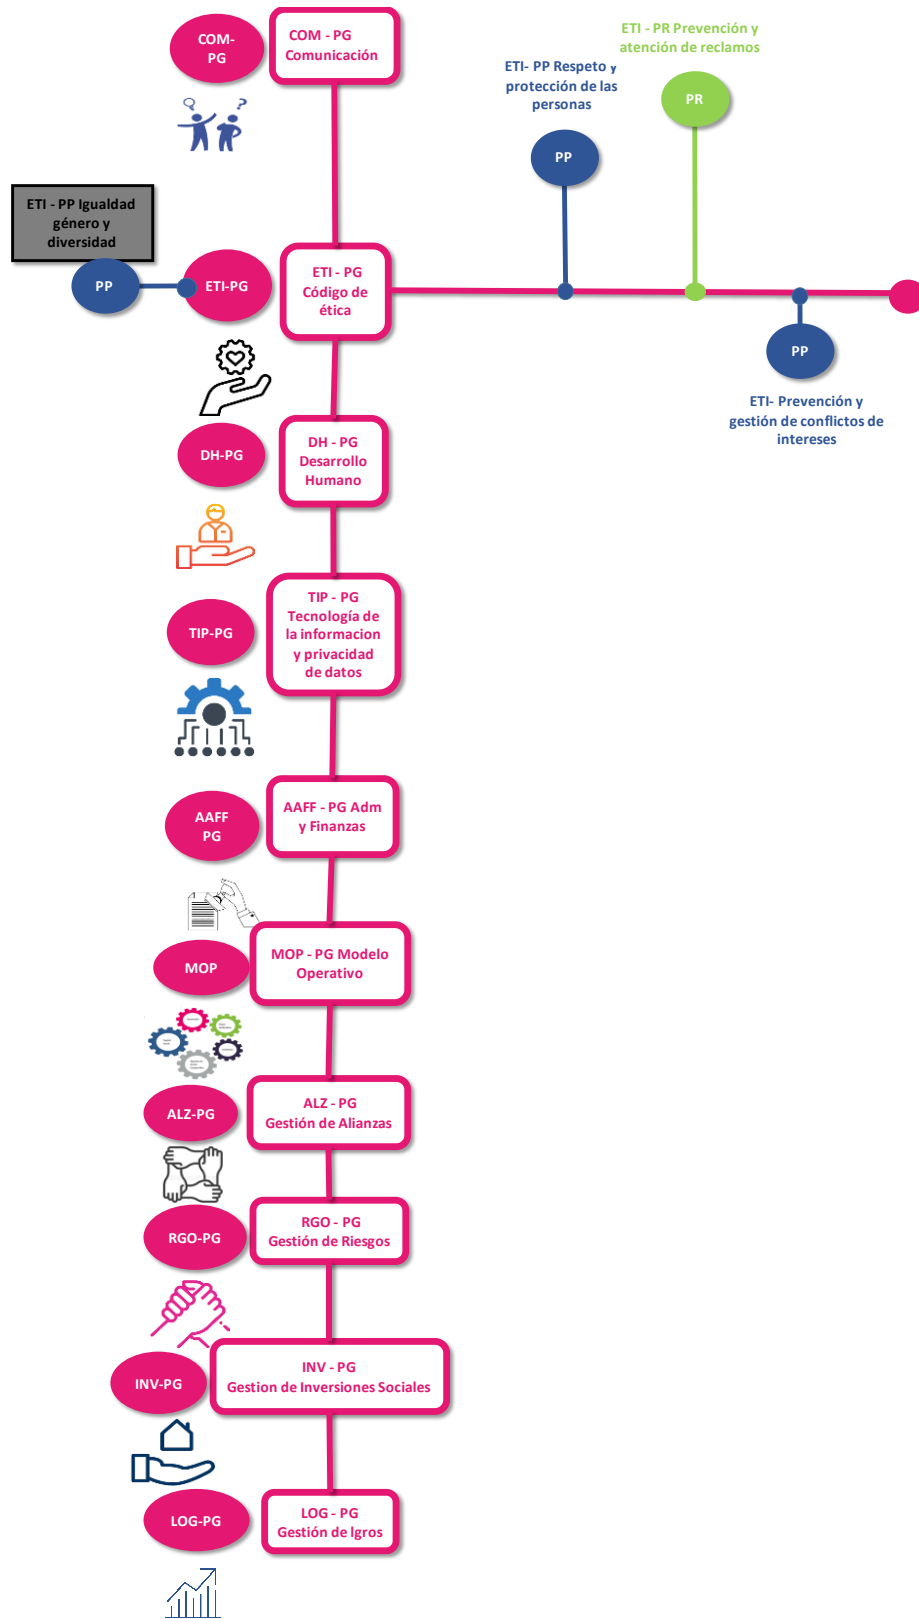 COM-
PG
COM - PG
Comunicación
ETI - PR Prevención y
atención de reclamos
PR
ETI- PP Respeto y
protección de las
personas
PP
ETI - PP Igualdad
género y
diversidad
PP
ETI-PG
ETI - PG
Código de
ética
PP
ETI- Prevención y
gestión de conflictos de
intereses
DH-PG
DH - PG
Desarrollo
Humano
TIP-PG
TIP - PG
Tecnología de
la informacion
y privacidad
de datos
AAFF
PG
AAFF - PG Adm
y Finanzas
MOP
MOP - PG Modelo
Operativo
ALZ-PG
ALZ - PG
Gestión de Alianzas
RGO-PG
RGO - PG
Gestión de Riesgos
INV-PG
INV - PG
Gestion de Inversiones Sociales
LOG-PG
LOG - PG
Gestión de lgros